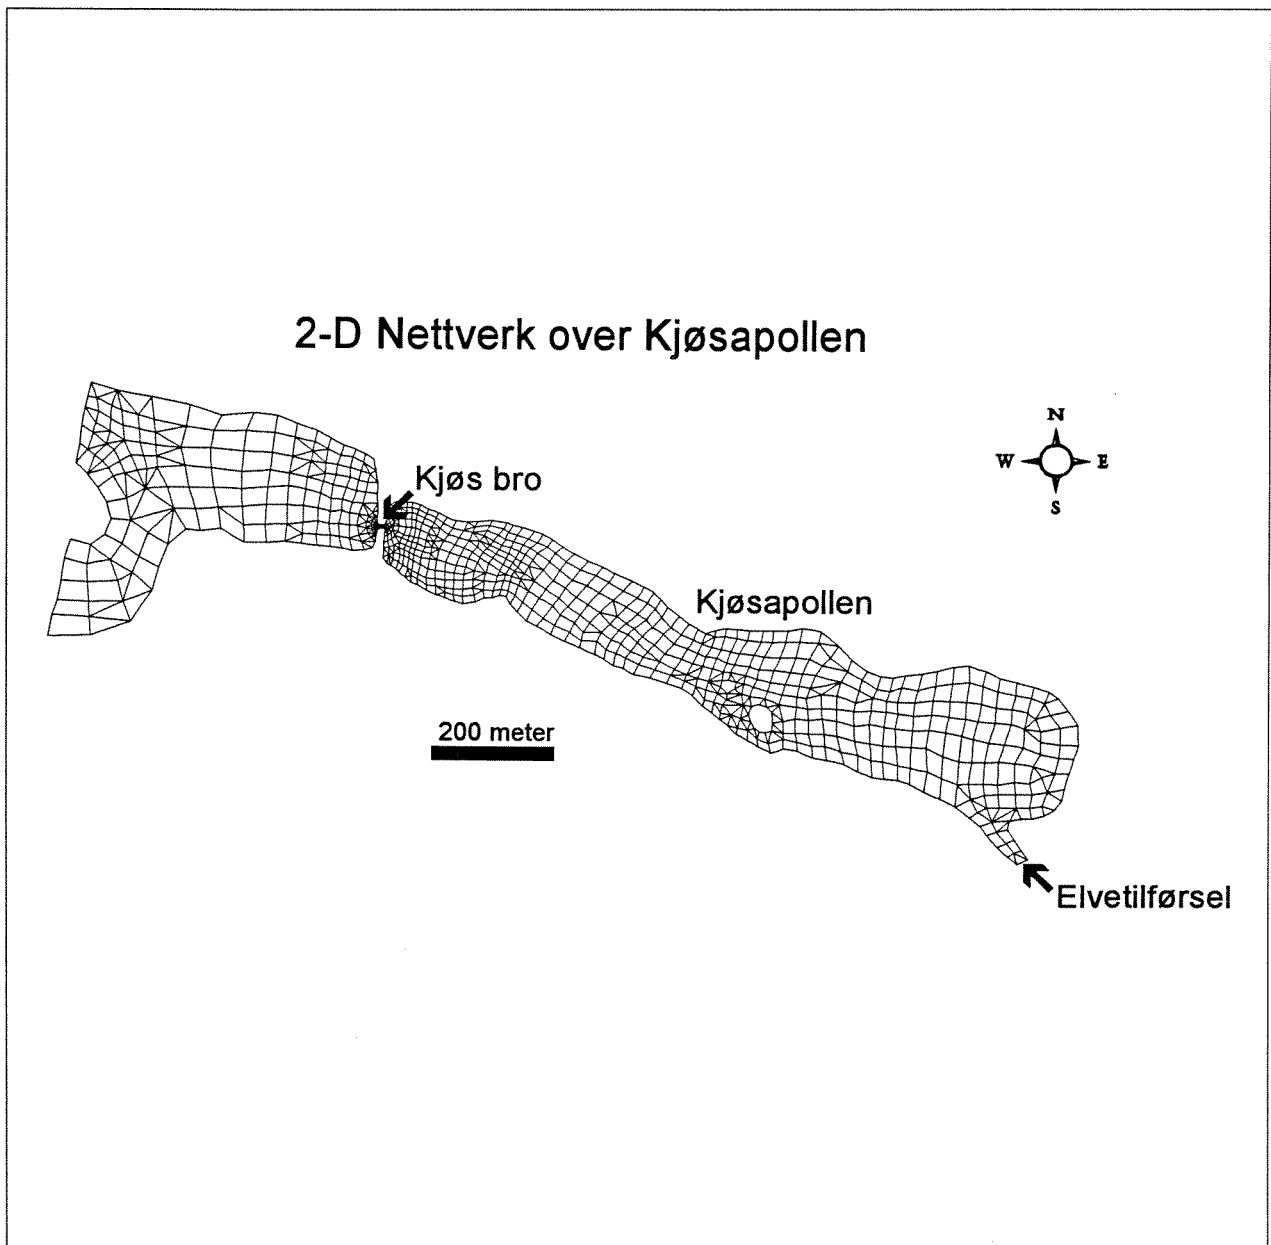 2-D Nettverk over Kjøsapollen
N
W E
S
Kjøs bro
Kjøsapollen
200 meter
Elvetilførsel